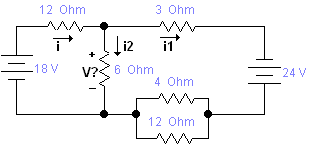 12 Ohm
3 Ohm
i
i2
i1
+
18 V
V?
6 Ohm
–
24 V
4 Ohm
12 Ohm